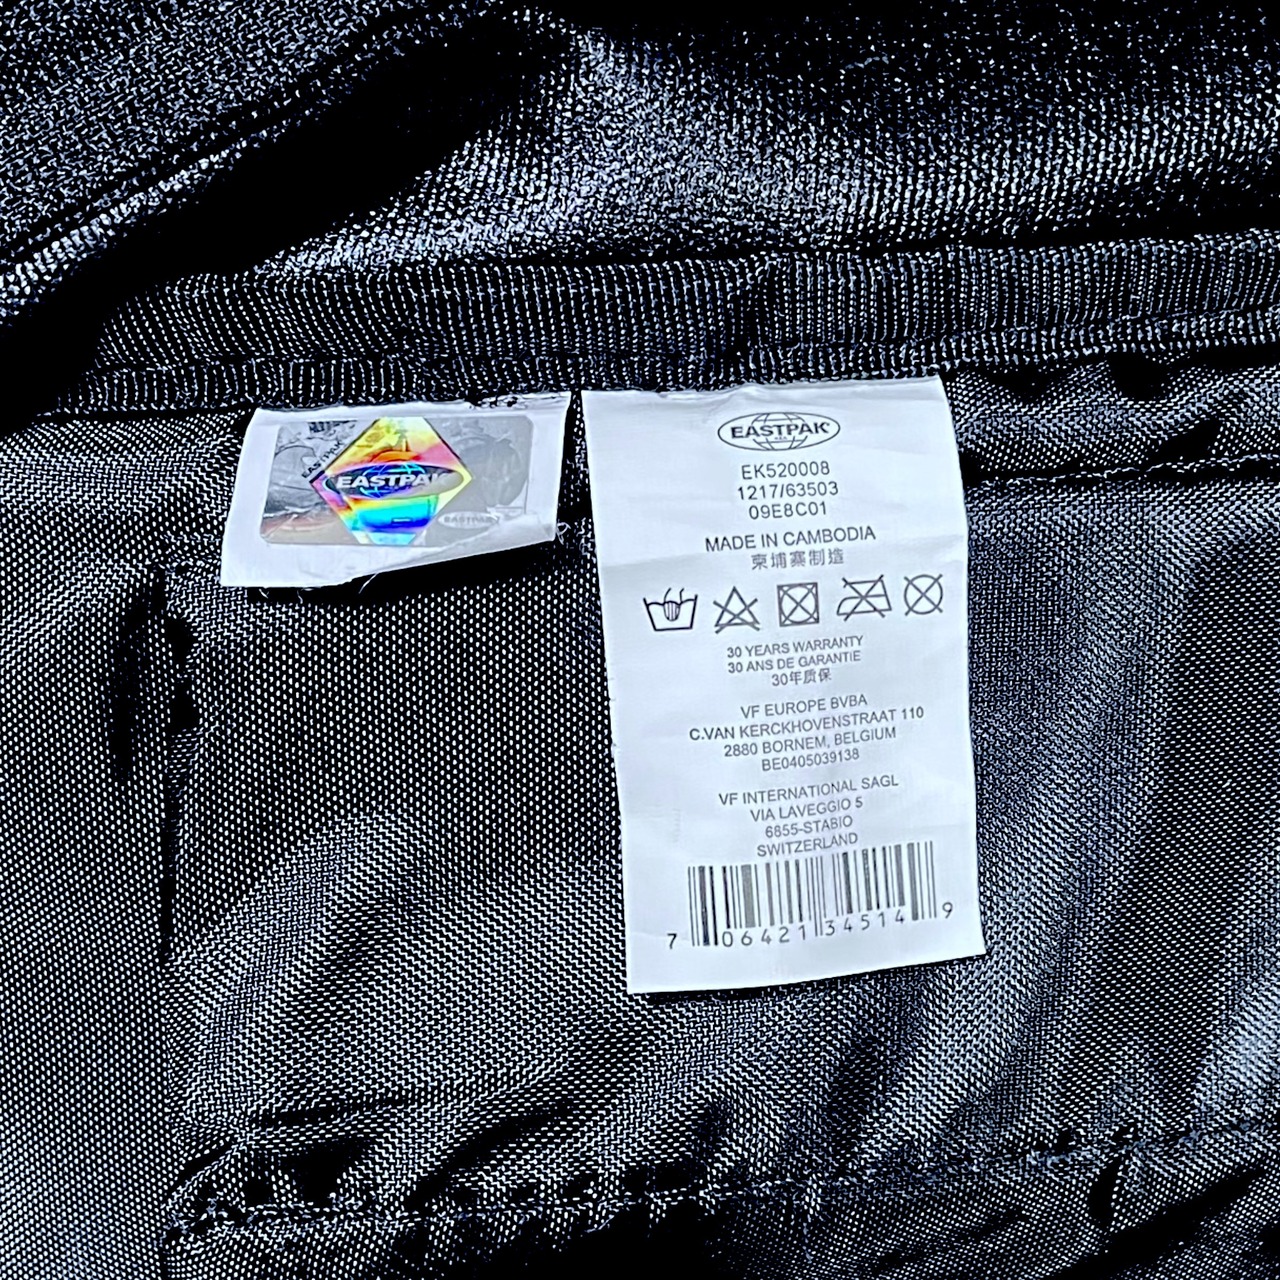 EASTPAK
EASTPAK
EASTPAK
EASTPAK
EK520008
1217/63503
09E8C01
MADE IN CAMBODIA
柬埔寨制造
30 YEARS WARRANTY
30 ANS DE GARANTIE
30年质保
VF EUROPE BVBA
C.VAN KERCKHOVENSTRAAT 110
2880 BORNEM, BELGIUM
BE0405039138
VF INTERNATIONAL SAGL
VIA LAVEGGIO 5
6855-STABIO
SWITZERLAND
7 06421 34514 9